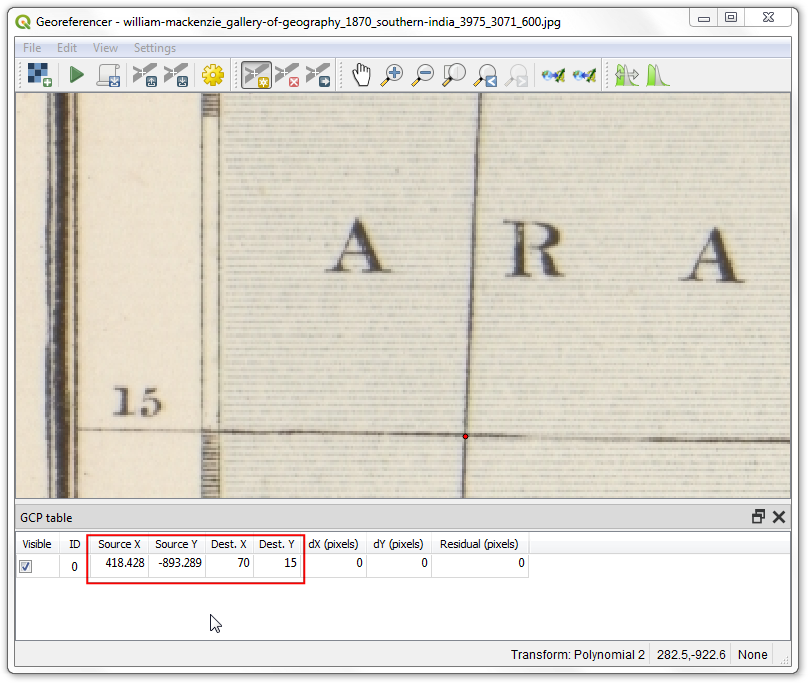 Georeferencer - william-mackenzie_gallery-of-geography_1870_southern-india_3975_3071_600.jpg
File Edit View Settings
A R A
15
GCP table
Visible ID Source X Source Y Dest. X Dest. Y dX (pixels) dY (pixels) Residual (pixels)
0 418.428 -893.289 70 15 0 0 0
Transform: Polynomial 2 282.5,-922.6 None